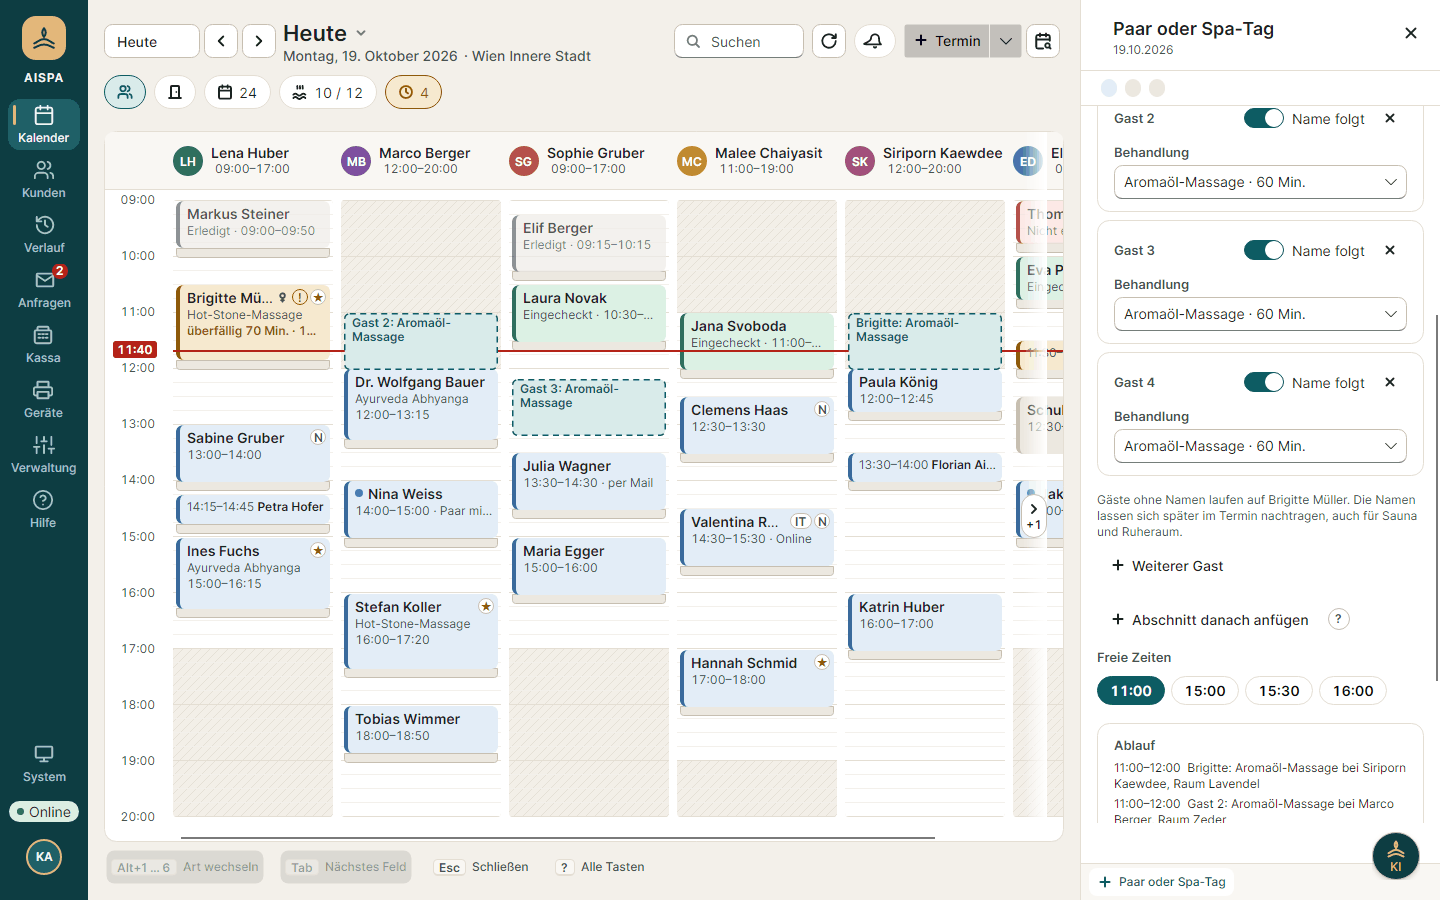 AISPA
Kalender
Kunden
Verlauf
2
Anfragen
Kassa
Geräte
Verwaltung
Hilfe
System
Online
KA
Heute
Heute
Montag, 19. Oktober 2026 · Wien Innere Stadt
Suchen
+ Termin
24
10 / 12
4
LH Lena Huber
09:00–17:00
MB Marco Berger
12:00–20:00
SG Sophie Gruber
09:00–17:00
MC Malee Chaiyasit
11:00–19:00
SK Siriporn Kaewdee
12:00–20:00
ED
09:00
10:00
11:00
11:40
12:00
13:00
14:00
15:00
16:00
17:00
18:00
19:00
20:00
Markus Steiner
Erledigt · 09:00–09:50
Brigitte Mü... ! ★
Hot-Stone-Massage
überfällig 70 Min. · 1...
Sabine Gruber N
13:00–14:00
14:15–14:45 Petra Hofer
Ines Fuchs ★
Ayurveda Abhyanga
15:00–16:15
Gast 2: Aromaöl-
Massage
Dr. Wolfgang Bauer
Ayurveda Abhyanga
12:00–13:15
Nina Weiss
14:00–15:00 · Paar mi...
Stefan Koller ★
Hot-Stone-Massage
16:00–17:20
Tobias Wimmer
18:00–18:50
Elif Berger
Erledigt · 09:15–10:15
Laura Novak
Eingecheckt · 10:30–...
Gast 3: Aromaöl-
Massage
Julia Wagner
13:30–14:30 · per Mail
Maria Egger
15:00–16:00
Jana Svoboda
Eingecheckt · 11:00–...
Clemens Haas N
12:30–13:30
Valentina R... IT N
14:30–15:30 · Online
Hannah Schmid ★
17:00–18:00
Brigitte: Aromaöl-
Massage
Paula König
12:00–12:45
13:30–14:00 Florian Ai...
Katrin Huber
16:00–17:00
Thom
Nicht e
Eva P
Eingec
11:30
Schul
12:30
+1
Alt+1 ... 6 Art wechseln
Tab Nächstes Feld
Esc Schließen
? Alle Tasten
Paar oder Spa-Tag
19.10.2026
Gast 2
Name folgt
Behandlung
Aromaöl-Massage · 60 Min.
Gast 3
Name folgt
Behandlung
Aromaöl-Massage · 60 Min.
Gast 4
Name folgt
Behandlung
Aromaöl-Massage · 60 Min.
Gäste ohne Namen laufen auf Brigitte Müller. Die Namen
lassen sich später im Termin nachtragen, auch für Sauna
und Ruheraum.
+ Weiterer Gast
+ Abschnitt danach anfügen ?
Freie Zeiten
11:00 15:00 15:30 16:00
Ablauf
11:00–12:00 Brigitte: Aromaöl-Massage bei Siriporn
Kaewdee, Raum Lavendel
11:00–12:00 Gast 2: Aromaöl-Massage bei Marco
Berger, Raum Zeder
KI
+ Paar oder Spa-Tag